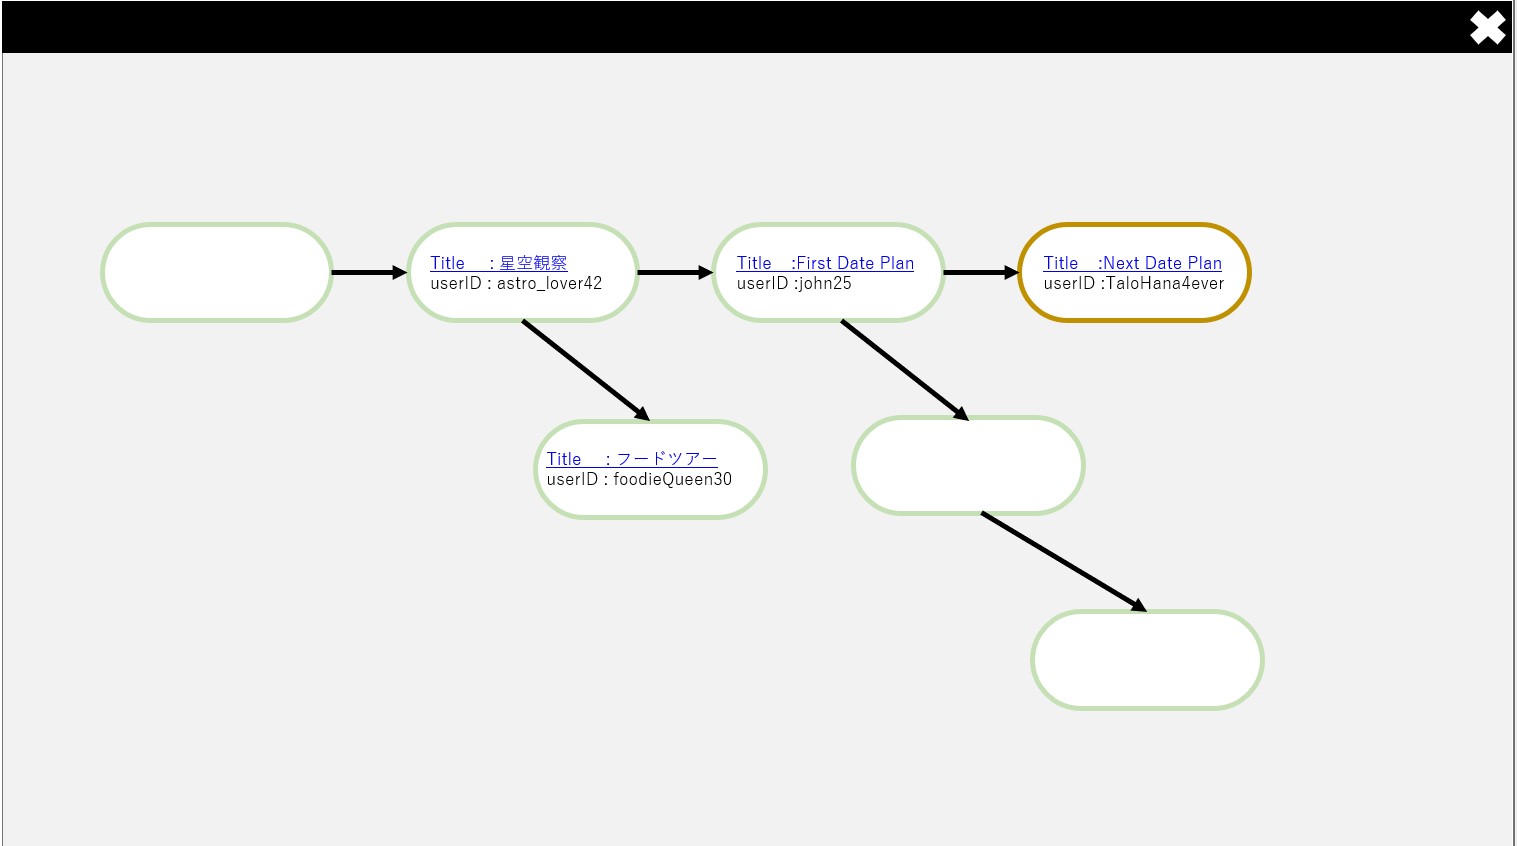 Title : 星空観察
userID : astro_lover42
Title :First Date Plan
userID :john25
Title :Next Date Plan
userID :TaloHana4ever
Title : フードツアー
userID : foodieQueen30